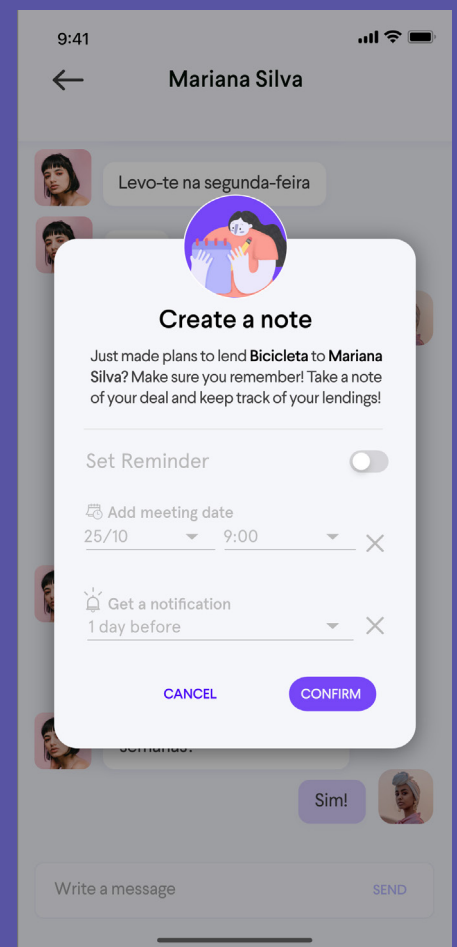 9:41
Mariana Silva
Levo-te na segunda-feira
Create a note
Just made plans to lend Bicicleta to Mariana
Silva? Make sure you remember! Take a note
of your deal and keep track of your lendings!
Set Reminder
Add meeting date
25/10 9:00
Get a notification
1 day before
CANCEL CONFIRM
semanas?
Sim!
Write a message SEND